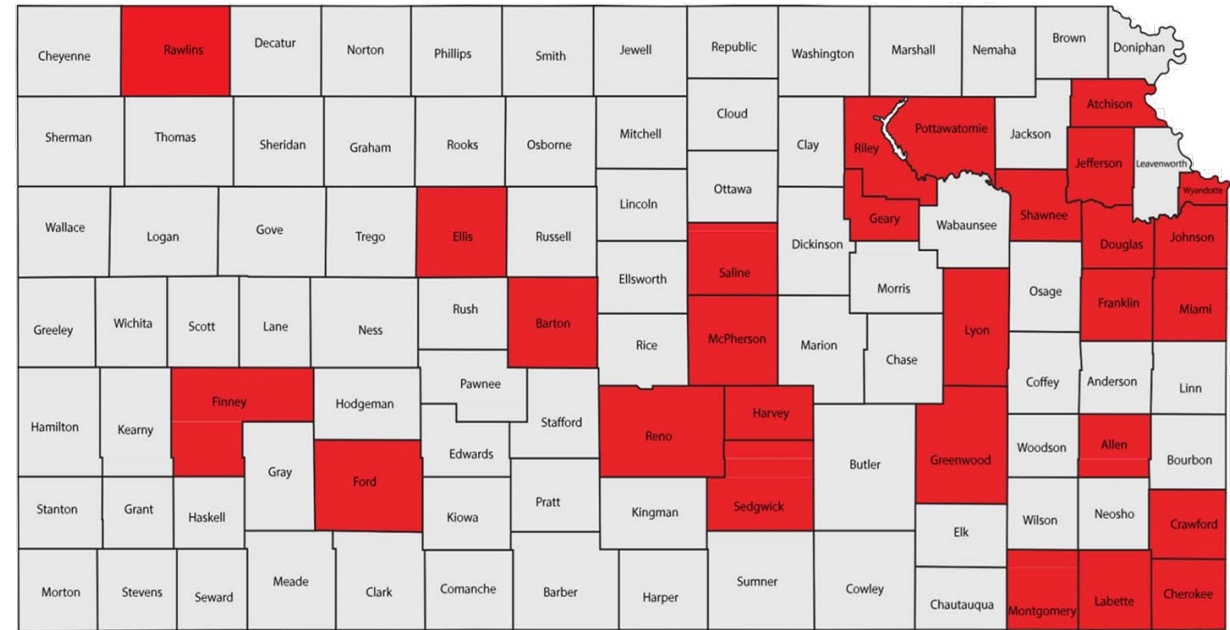 Cheyenne
Rawlins
Decatur
Norton
Phillips
Smith
Jewell
Republic
Washington
Marshall
Nemaha
Brown
Doniphan
Sherman
Thomas
Sheridan
Graham
Rooks
Osborne
Mitchell
Cloud
Clay
Riley
Pottawatomie
Jackson
Atchison
Jefferson
Leavenworth
Wyandotte
Wallace
Logan
Gove
Trego
Ellis
Russell
Lincoln
Ottawa
Saline
Dickinson
Geary
Wabaunsee
Shawnee
Douglas
Johnson
Greeley
Wichita
Scott
Lane
Ness
Rush
Barton
Ellsworth
Rice
McPherson
Marion
Morris
Chase
Lyon
Osage
Franklin
Miami
Hamilton
Kearny
Finney
Hodgeman
Pawnee
Stafford
Edwards
Reno
Harvey
Butler
Greenwood
Coffey
Anderson
Linn
Woodson
Allen
Bourbon
Stanton
Grant
Haskell
Gray
Ford
Kiowa
Pratt
Kingman
Sedgwick
Elk
Wilson
Neosho
Crawford
Morton
Stevens
Seward
Meade
Clark
Comanche
Barber
Harper
Sumner
Cowley
Chautauqua
Montgomery
Labette
Cherokee